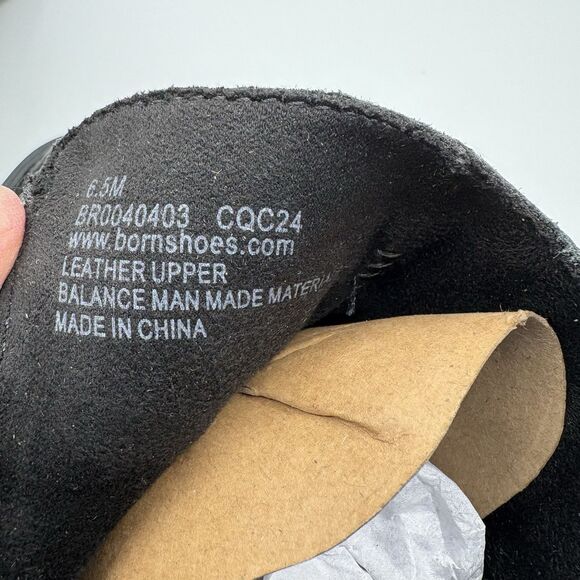 6.5M
BR0040403 CQC24
www.bornshoes.com
LEATHER UPPER
BALANCE MAN MADE MATERIA
MADE IN CHINA